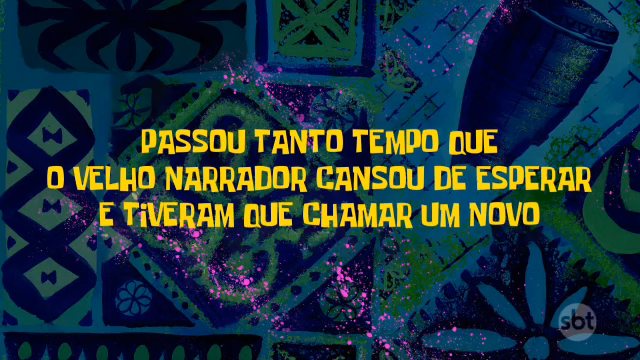 PASSOU TANTO TEMPO QUE
O VELHO NARRADOR CANSOU DE ESPERAR
E TIVERAM QUE CHAMAR UM NOVO
sbt